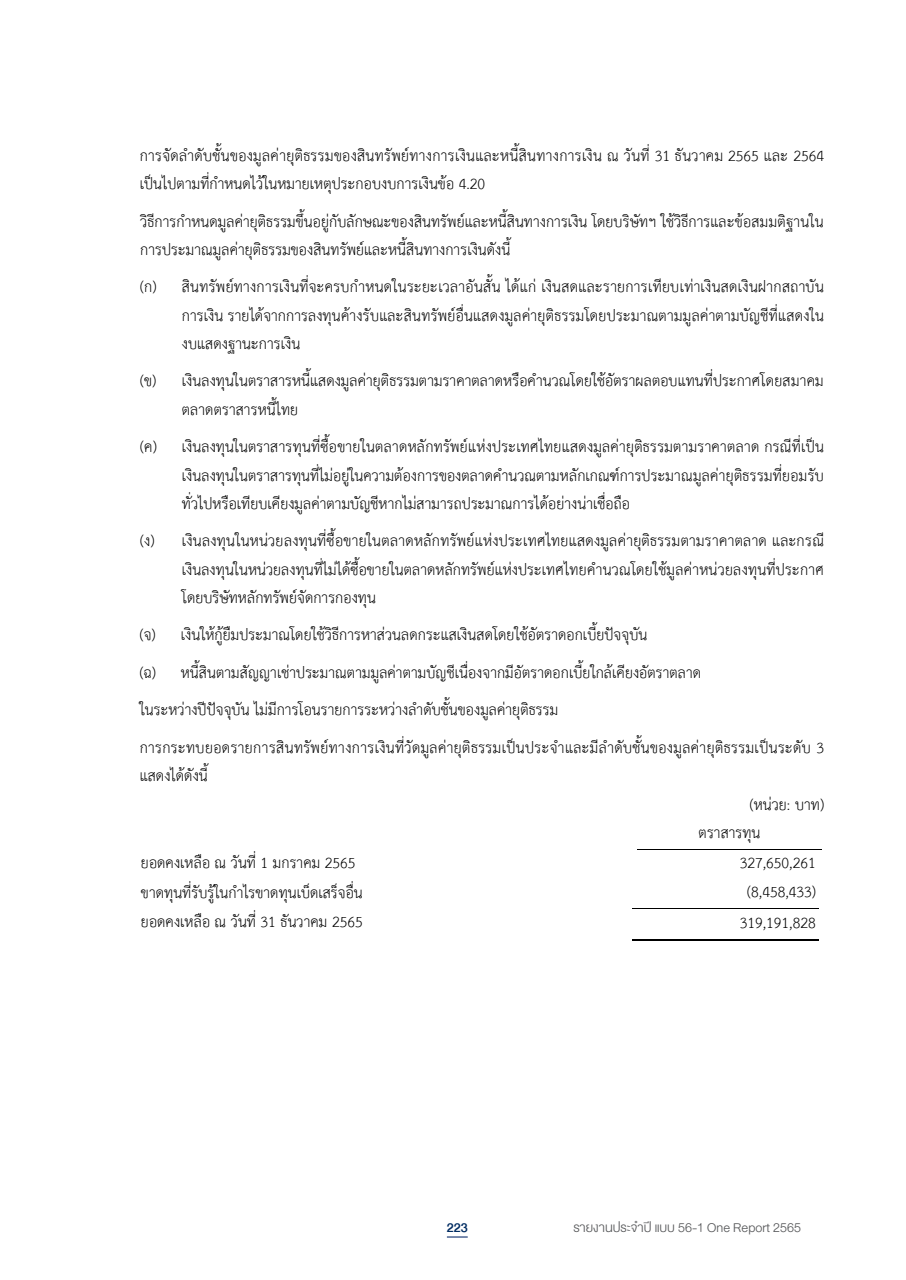 การจัดลำดับชั้นของมูลค่ายุติธรรมของสินทรัพย์ทางการเงินและหนี้สินทางการเงิน ณ วันที่ 31 ธันวาคม 2565 และ 2564
เป็นไปตามที่กำหนดไว้ในหมายเหตุประกอบงบการเงินข้อ 4.20
วิธีการกำหนดมูลค่ายุติธรรมขึ้นอยู่กับลักษณะของสินทรัพย์และหนี้สินทางการเงิน โดยบริษัทฯ ใช้วิธีการและข้อสมมติฐานใน
การประมาณมูลค่ายุติธรรมของสินทรัพย์และหนี้สินทางการเงินดังนี้
(ก) สินทรัพย์ทางการเงินที่จะครบกำหนดในระยะเวลาอันสั้น ได้แก่ เงินสดและรายการเทียบเท่าเงินสดเงินฝากสถาบัน
การเงิน รายได้จากการลงทุนค้างรับและสินทรัพย์อื่นแสดงมูลค่ายุติธรรมโดยประมาณตามมูลค่าตามบัญชีที่แสดงใน
งบแสดงฐานะการเงิน
(ข) เงินลงทุนในตราสารหนี้แสดงมูลค่ายุติธรรมตามราคาตลาดหรือคำนวณโดยใช้อัตราผลตอบแทนที่ประกาศโดยสมาคม
ตลาดตราสารหนี้ไทย
(ค) เงินลงทุนในตราสารทุนที่ซื้อขายในตลาดหลักทรัพย์แห่งประเทศไทยแสดงมูลค่ายุติธรรมตามราคาตลาด กรณีที่เป็น
เงินลงทุนในตราสารทุนที่ไม่อยู่ในความต้องการของตลาดคำนวณตามหลักเกณฑ์การประมาณมูลค่ายุติธรรมที่ยอมรับ
ทั่วไปหรือเทียบเคียงมูลค่าตามบัญชีหากไม่สามารถประมาณการได้อย่างน่าเชื่อถือ
(ง) เงินลงทุนในหน่วยลงทุนที่ซื้อขายในตลาดหลักทรัพย์แห่งประเทศไทยแสดงมูลค่ายุติธรรมตามราคาตลาด และกรณี
เงินลงทุนในหน่วยลงทุนที่ไม่ได้ซื้อขายในตลาดหลักทรัพย์แห่งประเทศไทยคำนวณโดยใช้มูลค่าหน่วยลงทุนที่ประกาศ
โดยบริษัทหลักทรัพย์จัดการกองทุน
(จ) เงินให้กู้ยืมประมาณโดยใช้วิธีการหาส่วนลดกระแสเงินสดโดยใช้อัตราดอกเบี้ยปัจจุบัน
(ฉ) หนี้สินตามสัญญาเช่าประมาณตามมูลค่าตามบัญชีเนื่องจากมีอัตราดอกเบี้ยใกล้เคียงอัตราตลาด
ในระหว่างปีปัจจุบัน ไม่มีการโอนรายการระหว่างลำดับชั้นของมูลค่ายุติธรรม
การกระทบยอดรายการสินทรัพย์ทางการเงินที่วัดมูลค่ายุติธรรมเป็นประจำและมีลำดับชั้นของมูลค่ายุติธรรมเป็นระดับ 3
แสดงได้ดังนี้
(หน่วย: บาท)
ตราสารทุน
ยอดคงเหลือ ณ วันที่ 1 มกราคม 2565 327,650,261
ขาดทุนที่รับรู้ในกำไรขาดทุนเบ็ดเสร็จอื่น (8,458,433)
ยอดคงเหลือ ณ วันที่ 31 ธันวาคม 2565 319,191,828
223 รายงานประจำปี แบบ 56-1 One Report 2565